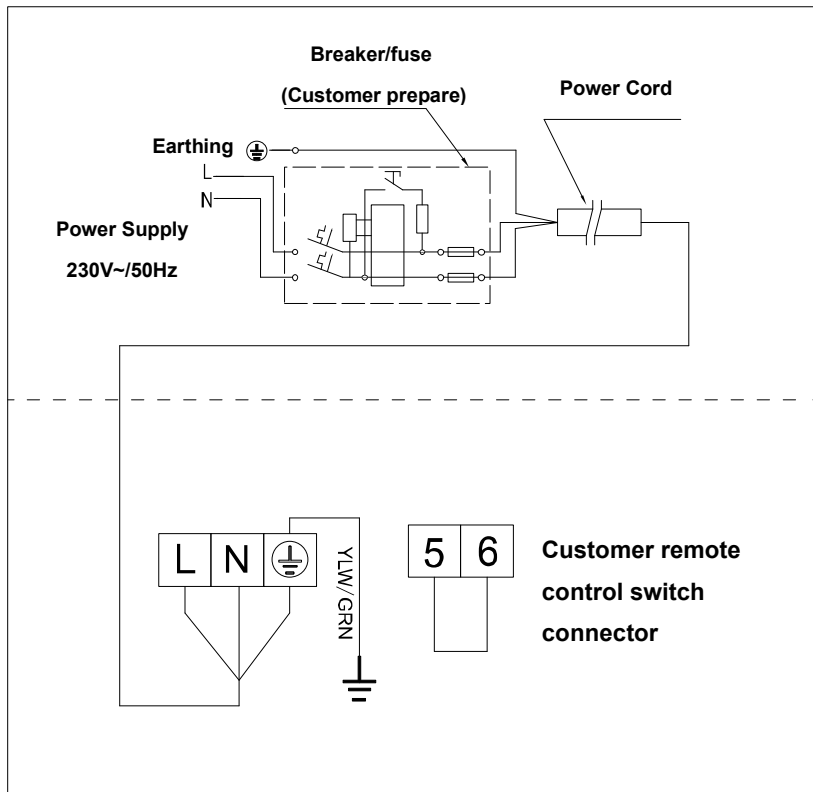 Breaker/fuse
(Customer prepare)
Power Cord
Earthing
L
N
Power Supply
230V~/50Hz
L N
YLW/GRN
5 6
Customer remote
control switch
connector